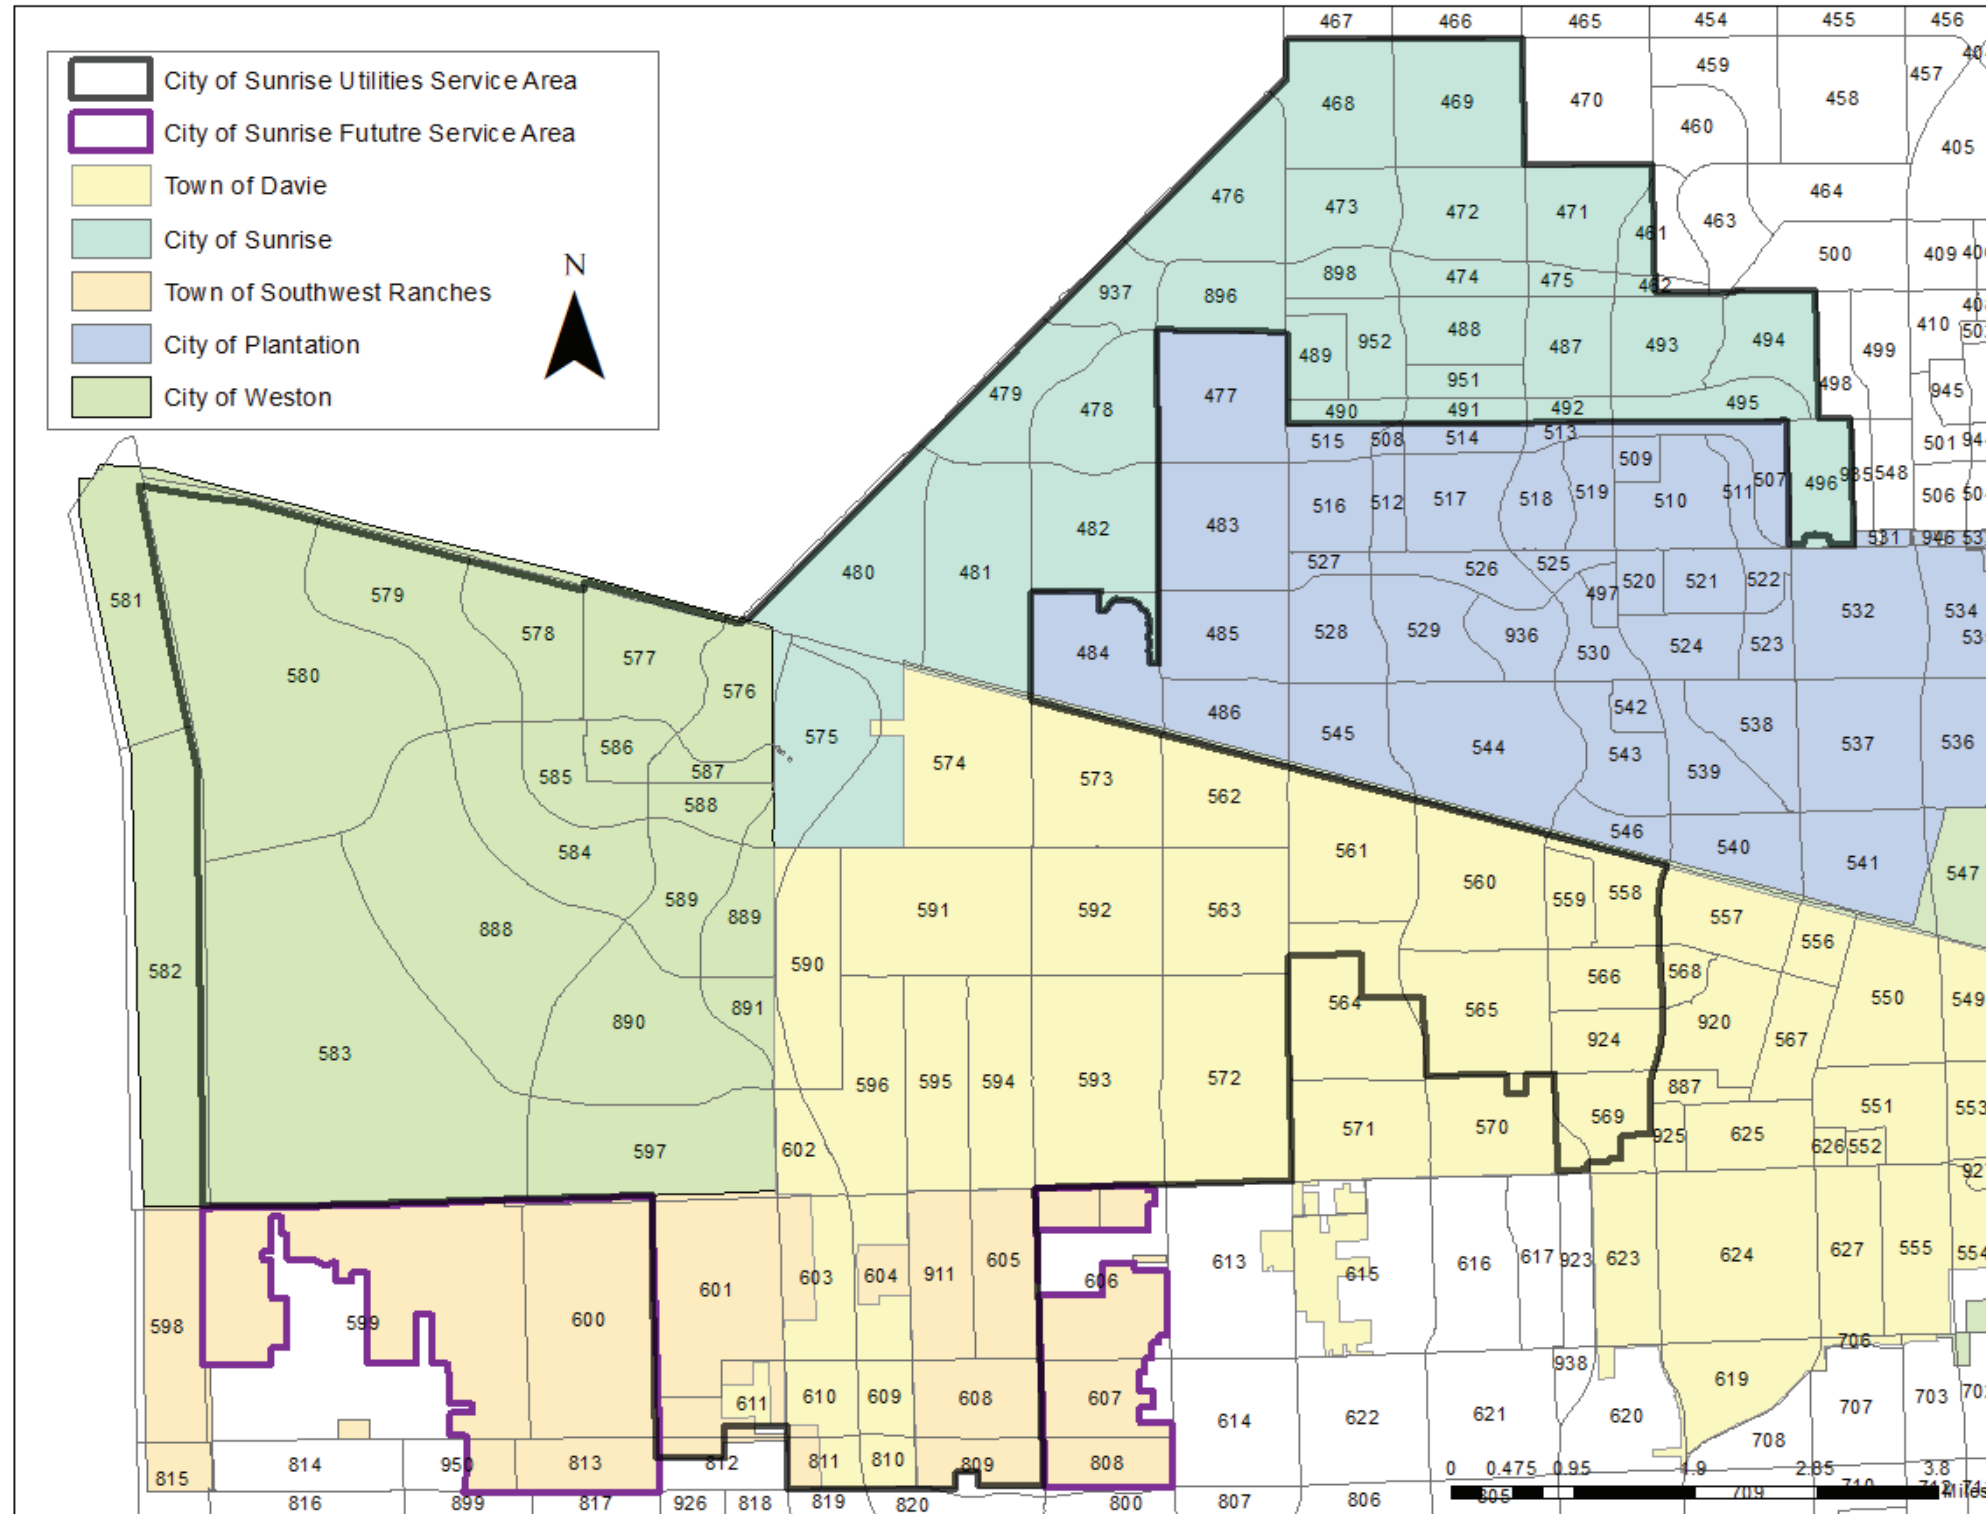 467 466 465 454 455 456
City of Sunrise Utilities Service Area
City of Sunrise Fututre Service Area
Town of Davie
City of Sunrise
Town of Southwest Ranches
City of Plantation
City of Weston
N
459 457
468 469 470 458
460 405
476 473 472 471 464
461 463
500 409
898 474 475 462
937 896
488 410
489 952 487 493 494 499
951 498 945
479 478 477 490 491 492 495
515 508 514 513 501
509 507 496 935 548
516 512 517 518 519 510 511 506
482 483
531 946
527 526 525
480 481 497 520 521 522
581 579 532 534
578 577 484 485 528 529 936 530 524 523
580 576
486 542
575 545 544 543 538 537 536
586 574 573 539
585 587 562
588 546
584 561 540 541
560 547
589 559 558
889 591 592 563 557
888 556
582 590 566 568
891 564 565 550 549
890 920
583 924 567
596 595 594 593 572 887
571 570 569 551 553
597 602 925 625 626 552
601 603 604 911 605 606 613 615 616 617 923 623 624 627 555 554
598 599 600
706
938
611 610 609 608 607 614 622 621 620 619 707 703
708
815 814 950 813 812 811 810 809 808
0 0.475 0.95 1.9 2.85 3.8
Miles
816 899 817 926 818 819 820 800 807 806 805 709